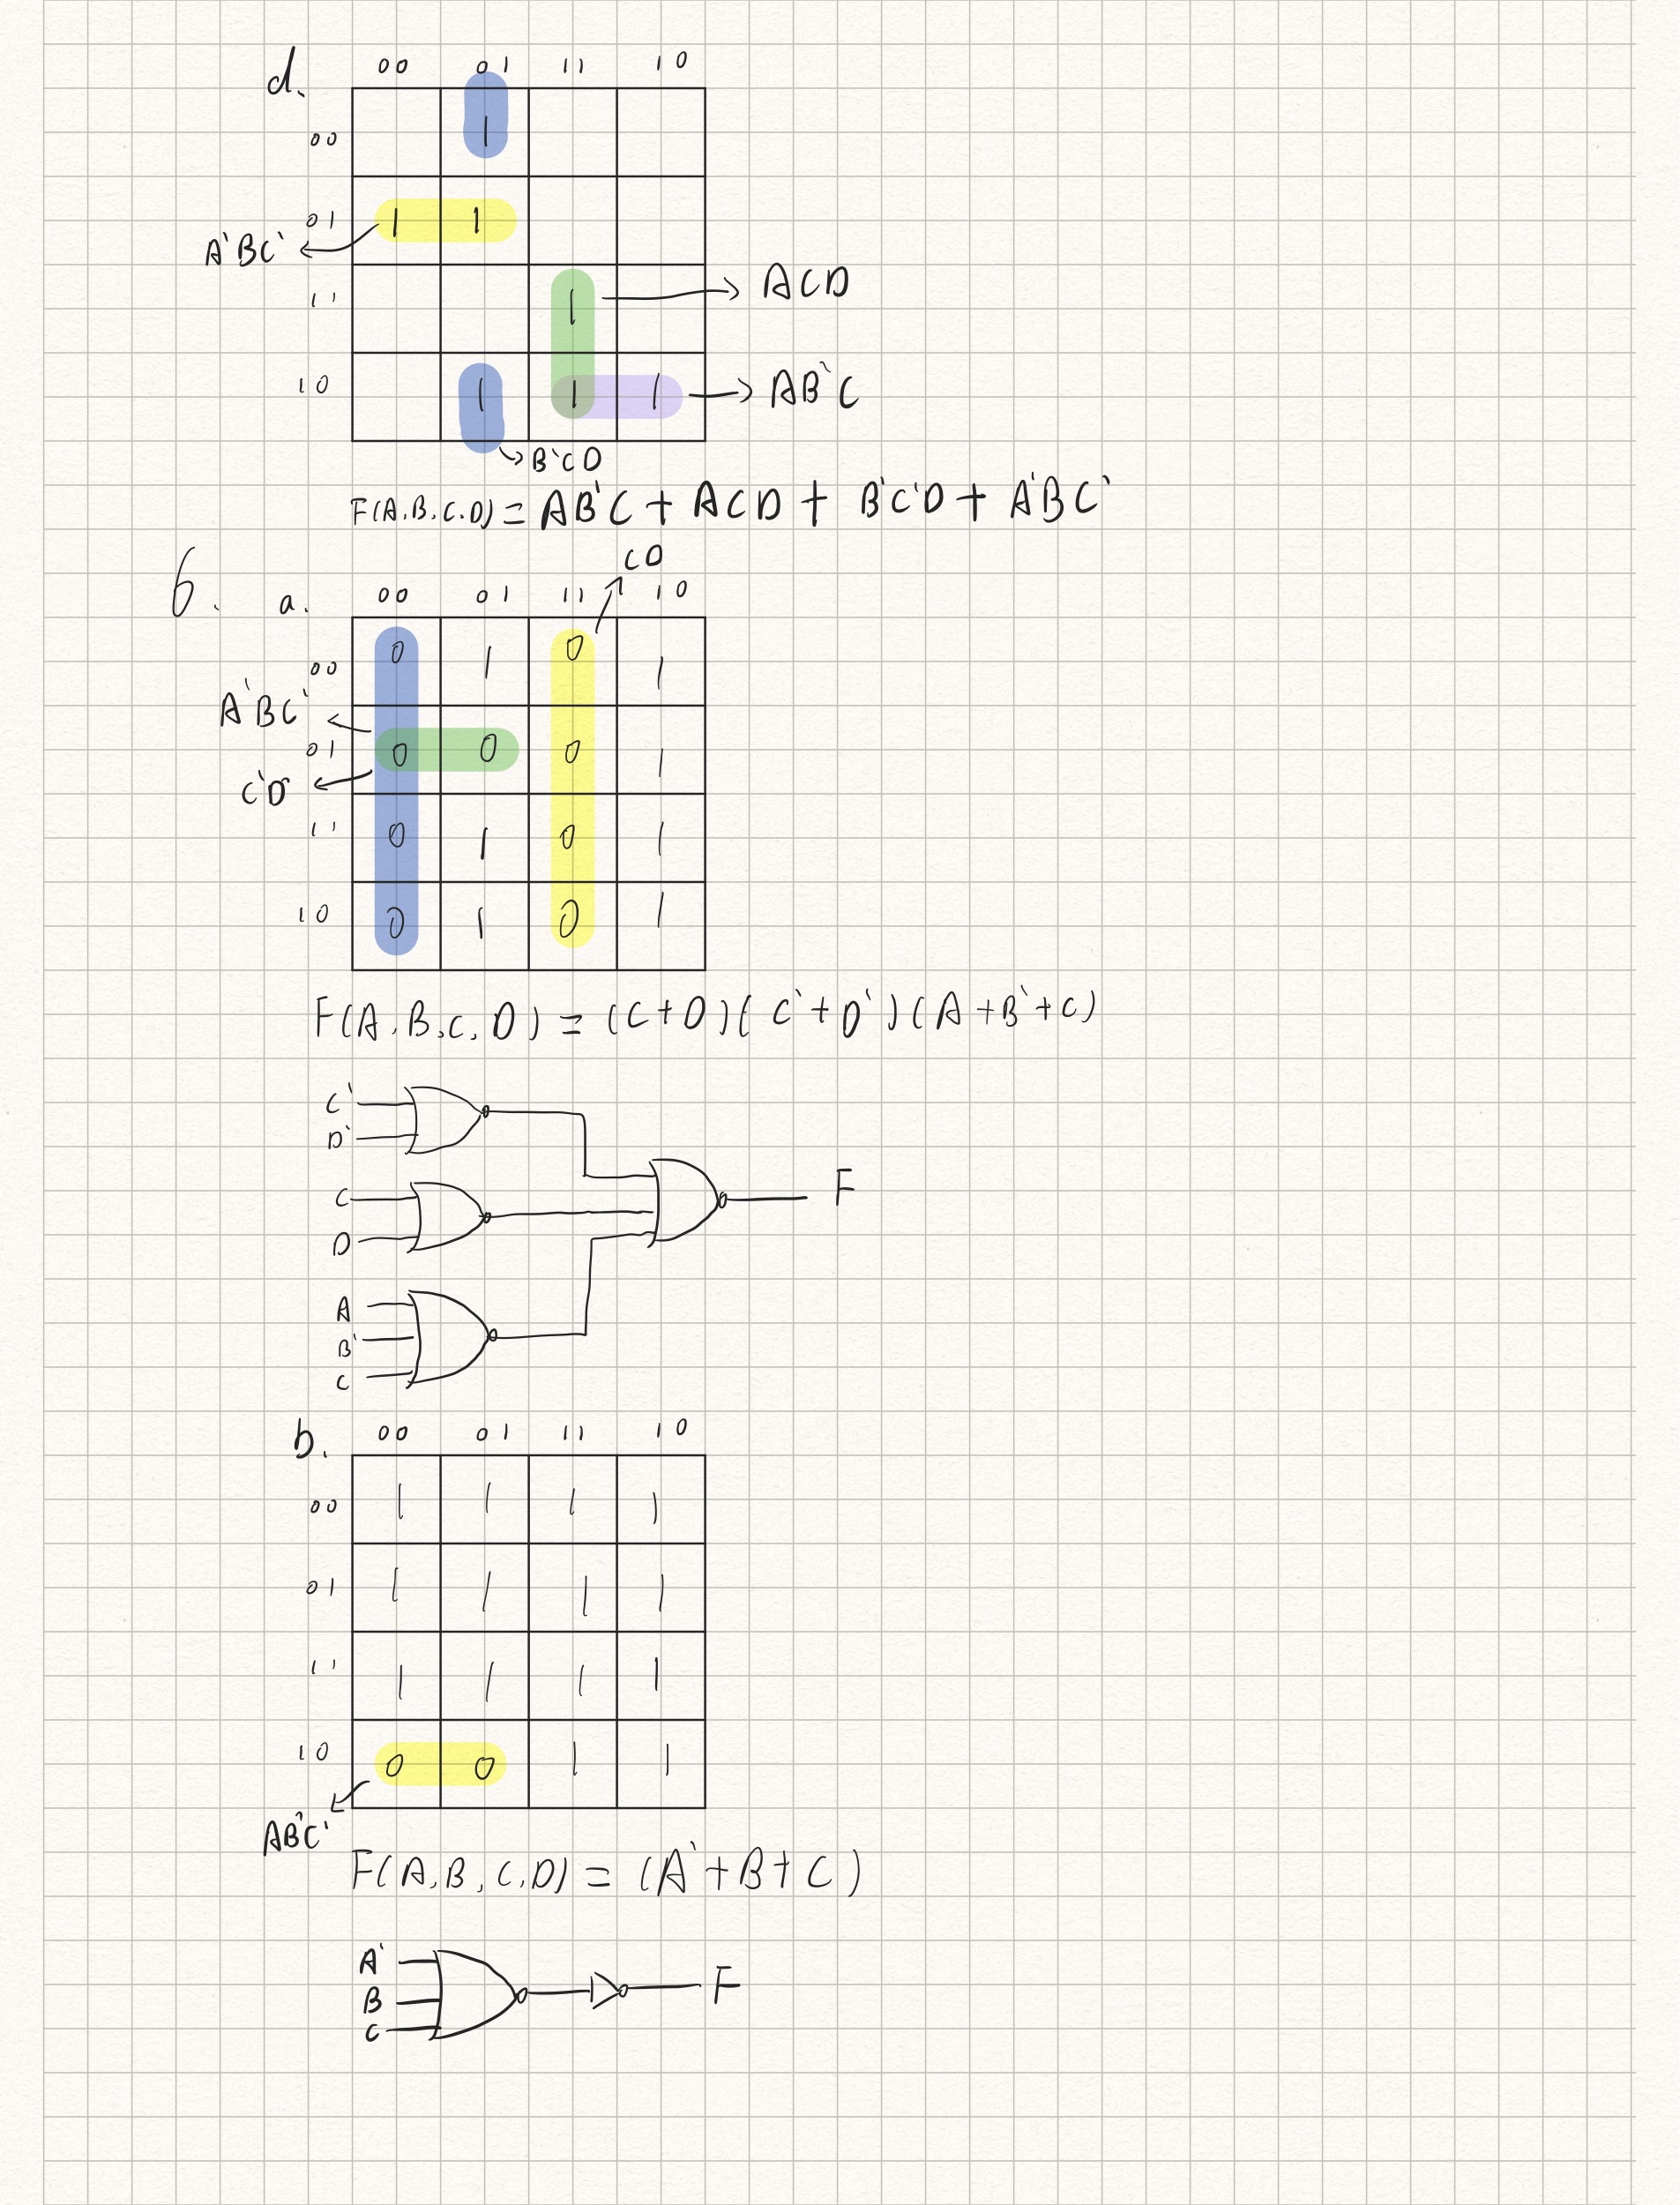 d. 00 01 11 10
00 1
01 1 1
A'BC'
11 1 ACD
10 1 1 1 AB'C
B'CD
F(A,B,C,D) = AB'C + ACD + B'C'D + A'BC'
CD
6. a. 00 01 11 10
00 0 1 0 1
A'BC'
01 0 0 0 1
C'D'
11 0 1 0 1
10 0 1 0 1
F(A,B,C,D) = (C+D)(C'+D')(A+B'+C)
C'
D'
C
F
D
A
B'
C
b. 00 01 11 10
00 1 1 1 1
01 1 1 1 1
11 1 1 1 1
10 0 0 1 1
AB'C'
F(A,B,C,D) = (A'+B+C)
A'
B F
C